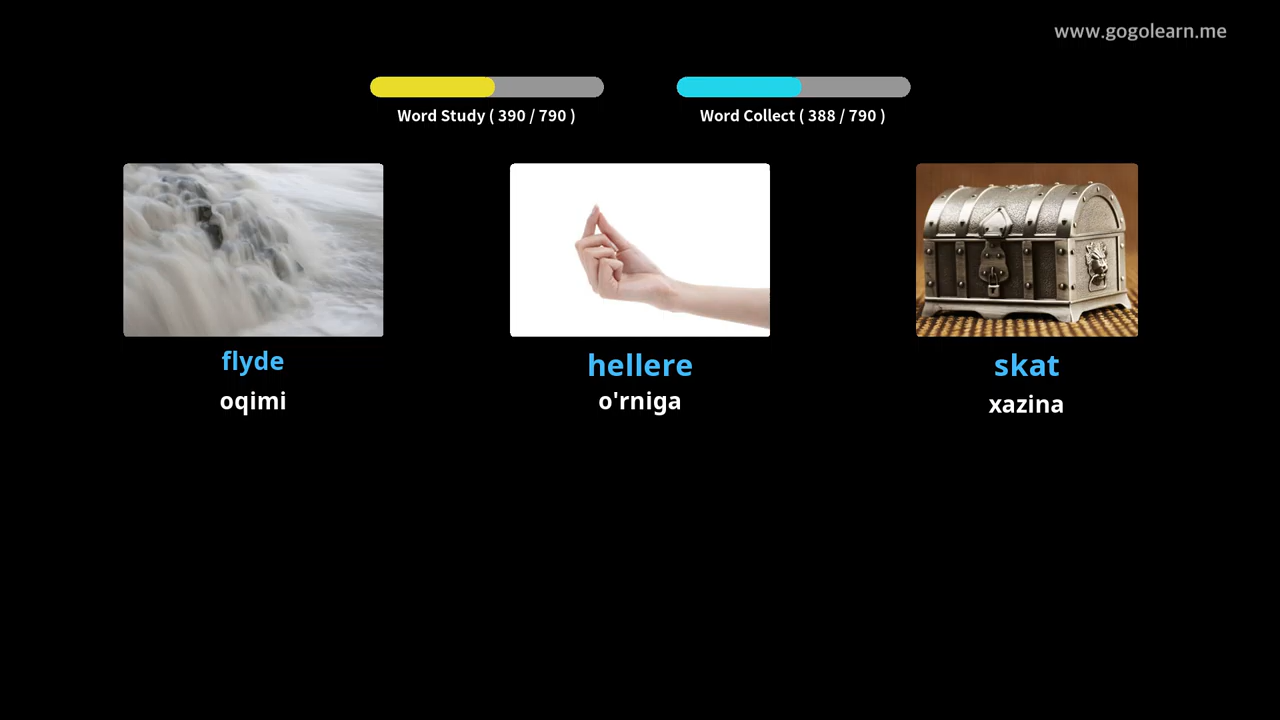 www.gogolearn.me
Word Study ( 390 / 790 )
Word Collect ( 388 / 790 )
flyde
oqimi
hellere
o'rniga
skat
xazina